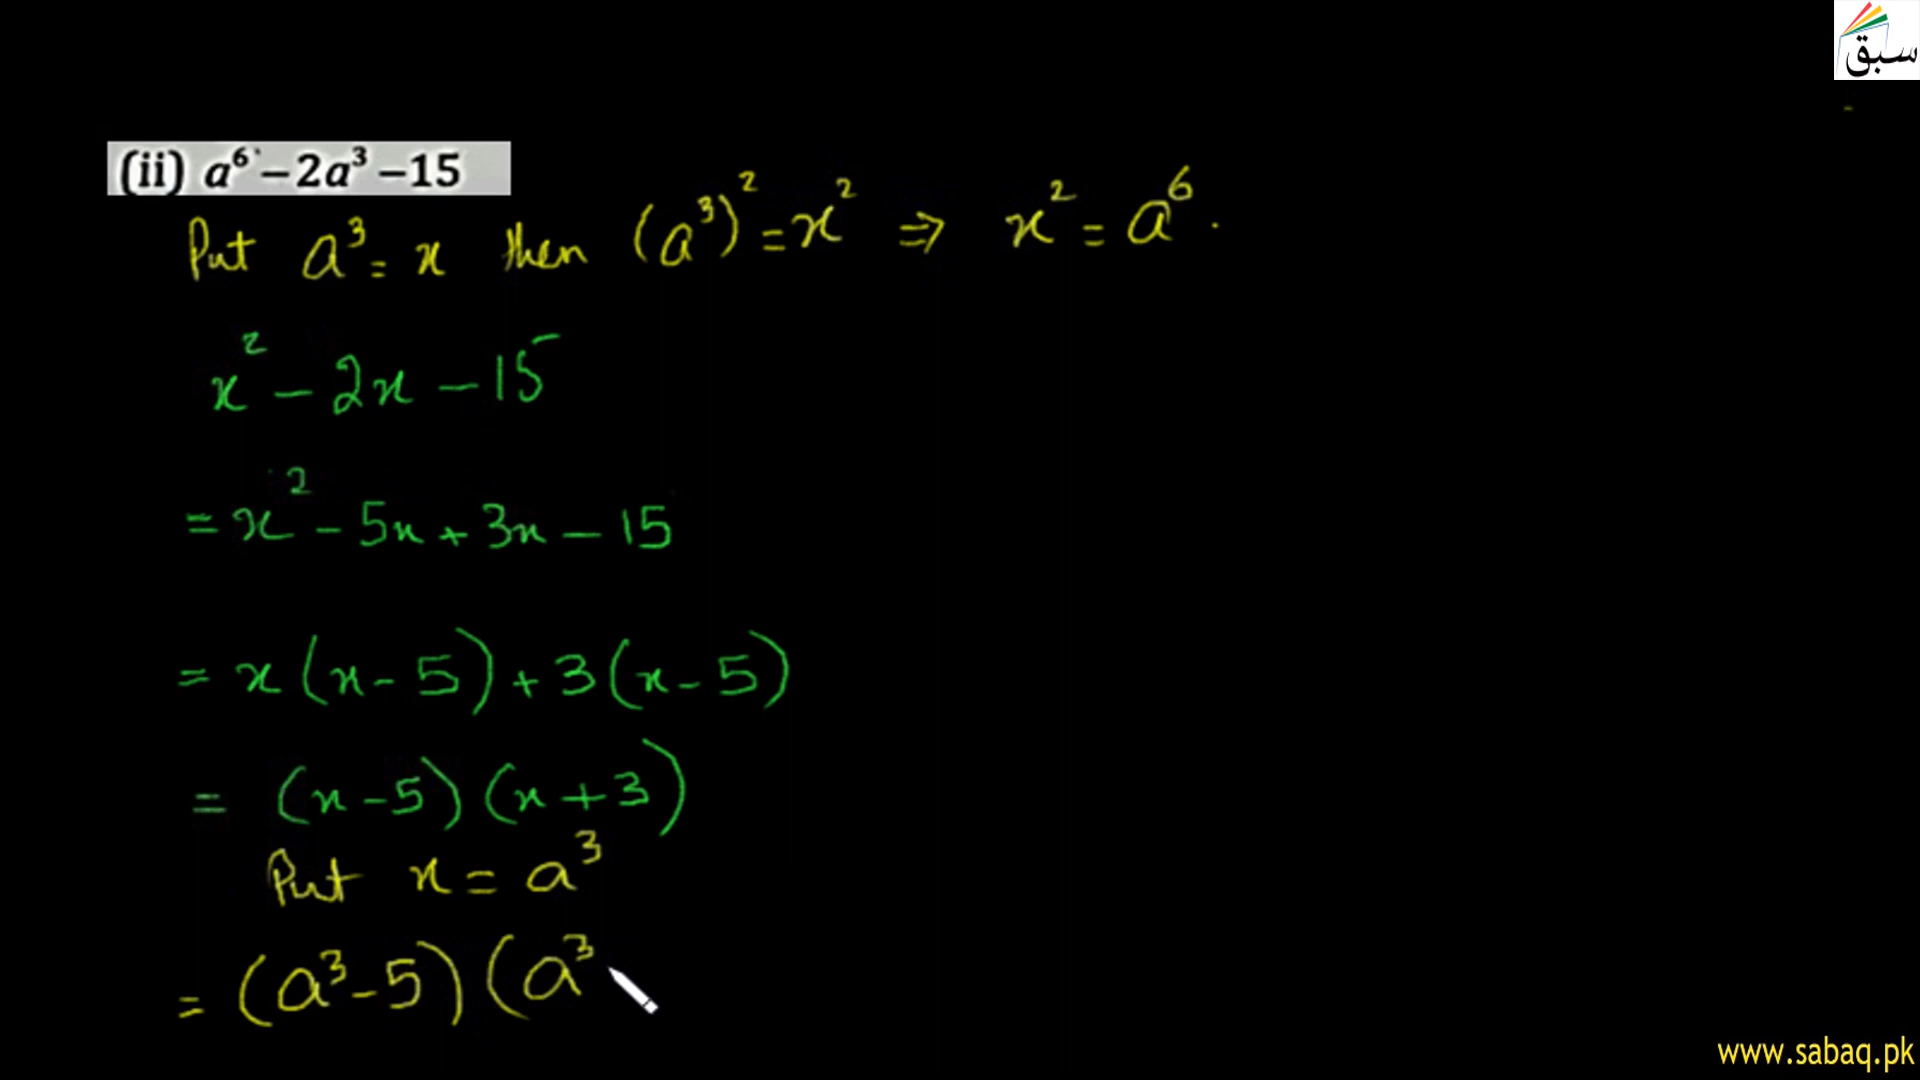 سبق
(ii) a⁶ − 2a³ − 15
Put a³ = x then (a³)² = x² ⇒ x² = a⁶.
x² − 2x − 15
= x² − 5x + 3x − 15
= x(x − 5) + 3(x − 5)
= (x − 5)(x + 3)
Put x = a³
= (a³ − 5)(a³
www.sabaq.pk